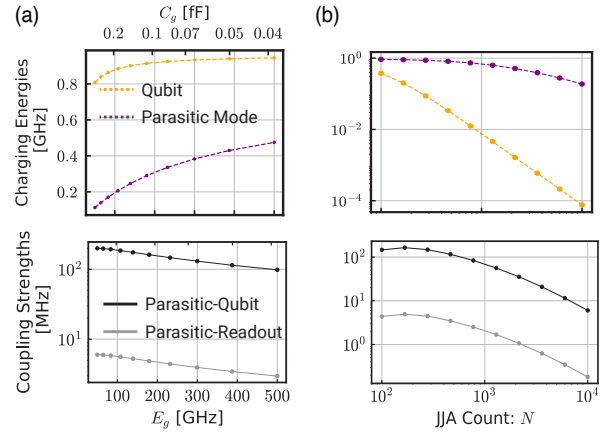 (a)
C_g [fF]
0.2 0.1 0.07 0.05 0.04
Charging Energies
[GHz]
0.8
0.6
0.4
0.2
Qubit
Parasitic Mode
(b)
10^0
10^−2
10^−4
Coupling Strengths
[MHz]
10^2
10^1
Parasitic-Qubit
Parasitic-Readout
100 200 300 400 500
E_g [GHz]
10^2
10^1
10^0
10^2 10^3 10^4
JJA Count: N